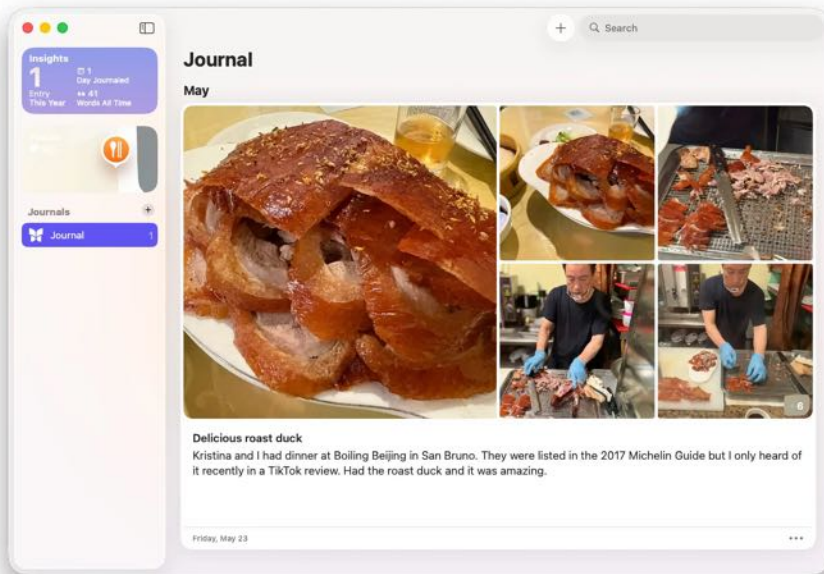 Search
Insights
1
Entry
This Year
1
Day Journaled
41
Words All Time
Journals
Journal 1
Journal
May
6
Delicious roast duck
Kristina and I had dinner at Boiling Beijing in San Bruno. They were listed in the 2017 Michelin Guide but I only heard of
it recently in a TikTok review. Had the roast duck and it was amazing.
Friday, May 23